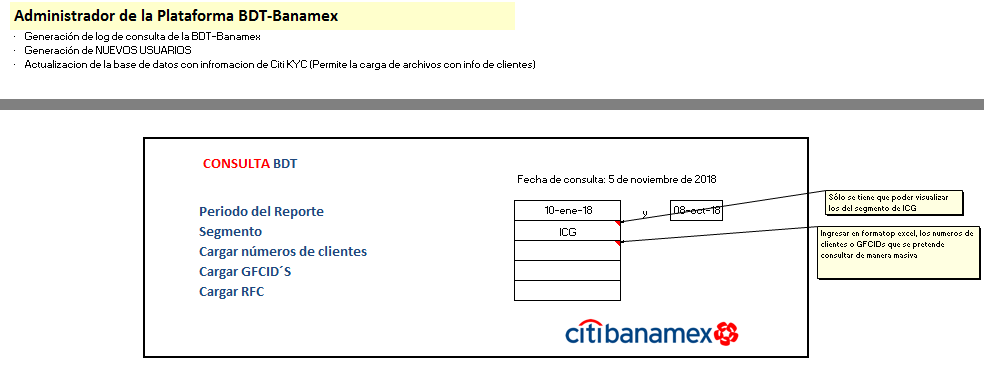 Administrador de la Plataforma BDT-Banamex
· Generación de log de consulta de la BDT-Banamex
· Generación de NUEVOS USUARIOS
· Actualizacion de la base de datos con infromacion de Citi KYC (Permite la carga de archivos con info de clientes)
CONSULTA BDT
Fecha de consulta: 5 de noviembre de 2018
Periodo del Reporte 10-ene-18 y 08-oct-18
Segmento ICG
Cargar números de clientes
Cargar GFCID´S
Cargar RFC
Sólo se tiene que poder visualizar
los del segmento de ICG
Ingresar en formatop excel, los numeros de
clientes o GFCIDs que se pretende
consultar de manera masiva
citibanamex